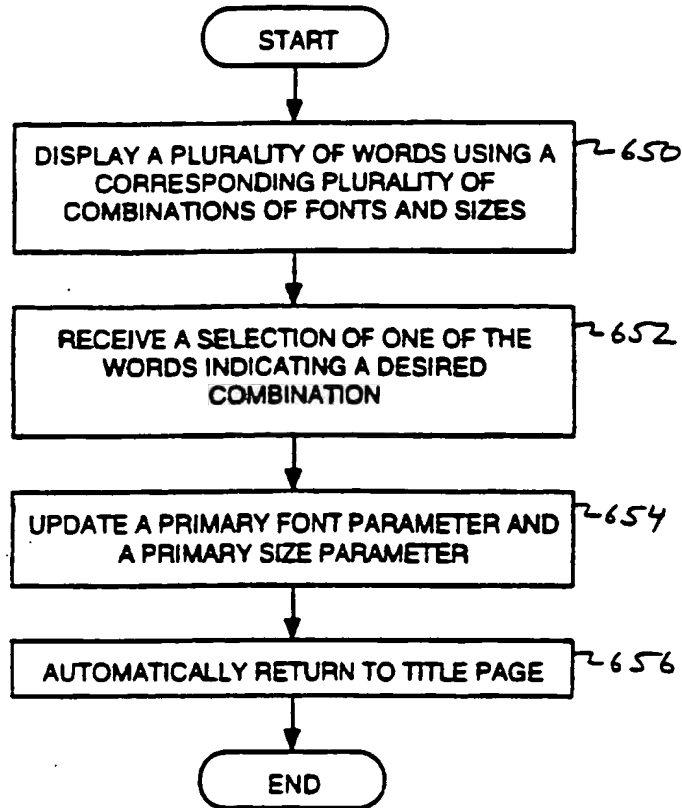 START
DISPLAY A PLURALITY OF WORDS USING A 650
CORRESPONDING PLURALITY OF
COMBINATIONS OF FONTS AND SIZES
RECEIVE A SELECTION OF ONE OF THE 652
WORDS INDICATING A DESIRED
COMBINATION
UPDATE A PRIMARY FONT PARAMETER AND 654
A PRIMARY SIZE PARAMETER
AUTOMATICALLY RETURN TO TITLE PAGE 656
END